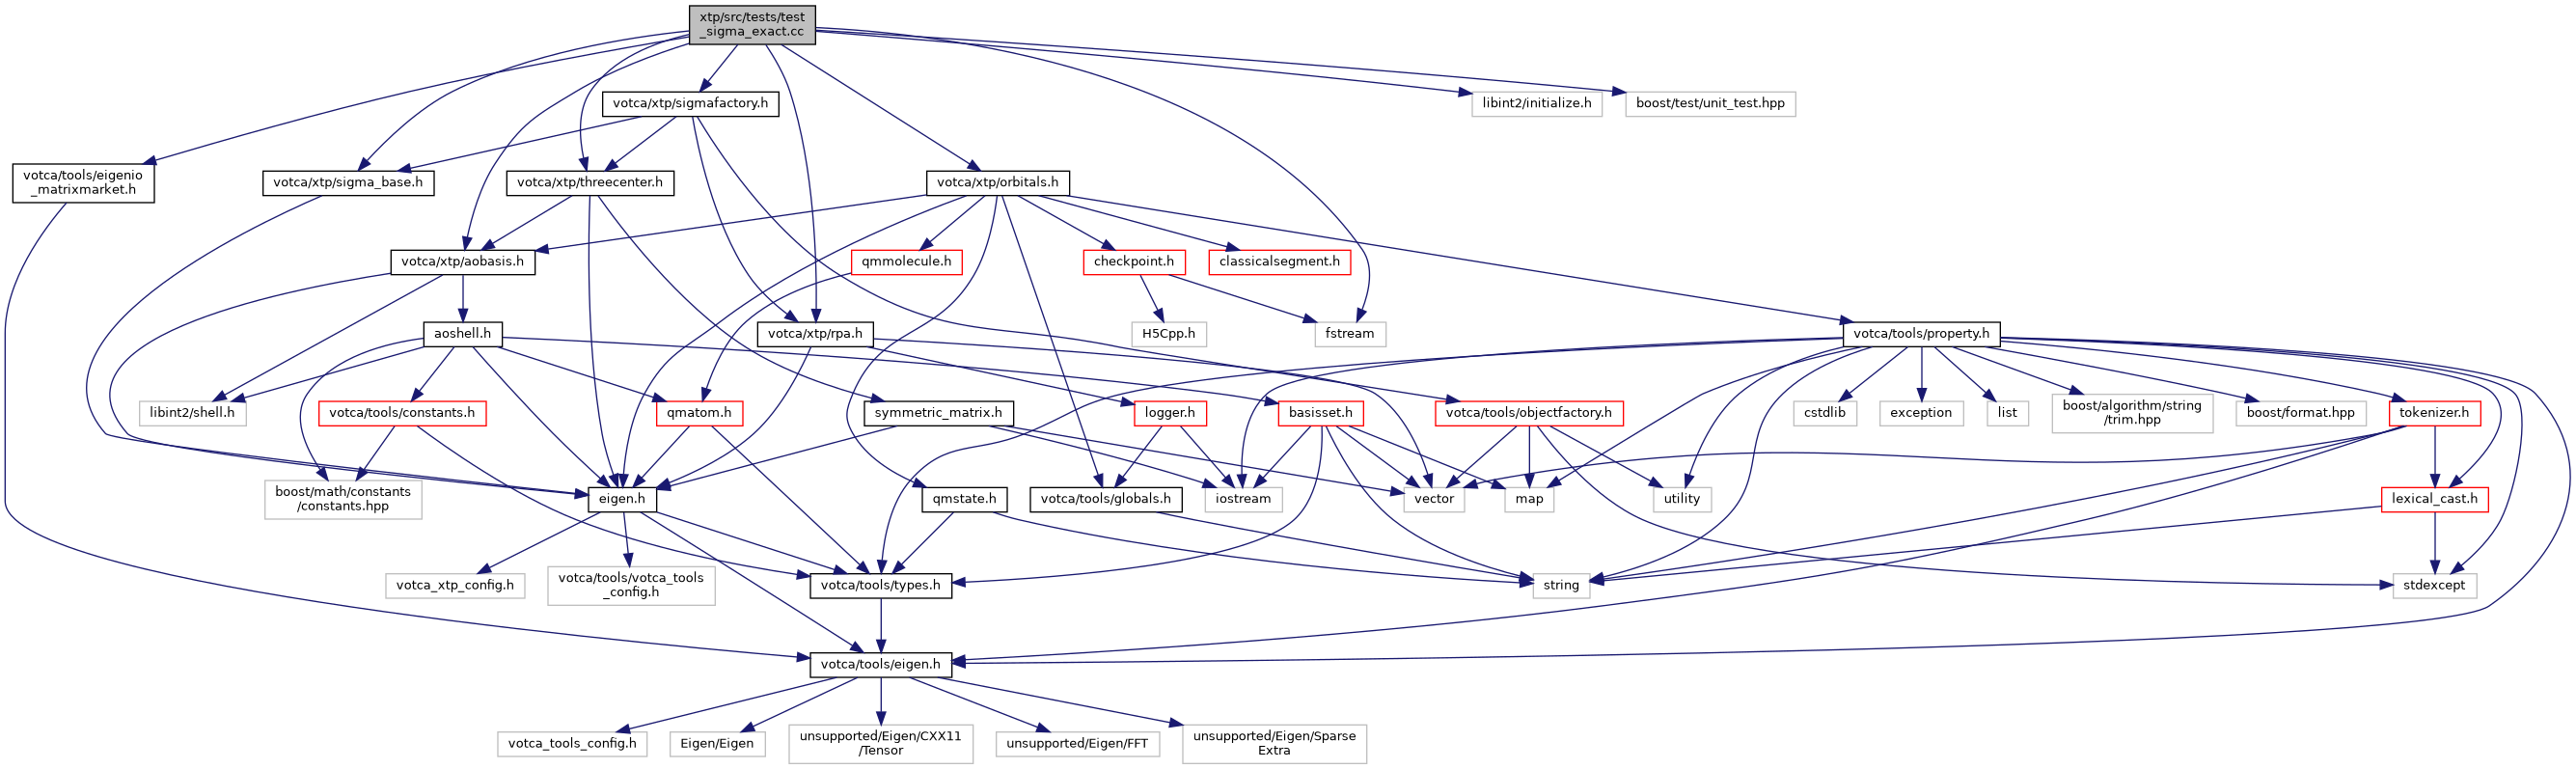 xtp/src/tests/test
_sigma_exact.cc
votca/xtp/sigmafactory.h
libint2/initialize.h
boost/test/unit_test.hpp
votca/tools/eigenio
_matrixmarket.h
votca/xtp/sigma_base.h
votca/xtp/threecenter.h
votca/xtp/orbitals.h
votca/xtp/aobasis.h
qmmolecule.h
checkpoint.h
classicalsegment.h
aoshell.h
votca/xtp/rpa.h
H5Cpp.h
fstream
votca/tools/property.h
libint2/shell.h
votca/tools/constants.h
qmatom.h
symmetric_matrix.h
logger.h
basisset.h
votca/tools/objectfactory.h
cstdlib
exception
list
boost/algorithm/string
/trim.hpp
boost/format.hpp
tokenizer.h
boost/math/constants
/constants.hpp
eigen.h
qmstate.h
votca/tools/globals.h
iostream
vector
map
utility
lexical_cast.h
votca_xtp_config.h
votca/tools/votca_tools
_config.h
votca/tools/types.h
string
stdexcept
votca/tools/eigen.h
votca_tools_config.h
Eigen/Eigen
unsupported/Eigen/CXX11
/Tensor
unsupported/Eigen/FFT
unsupported/Eigen/Sparse
Extra